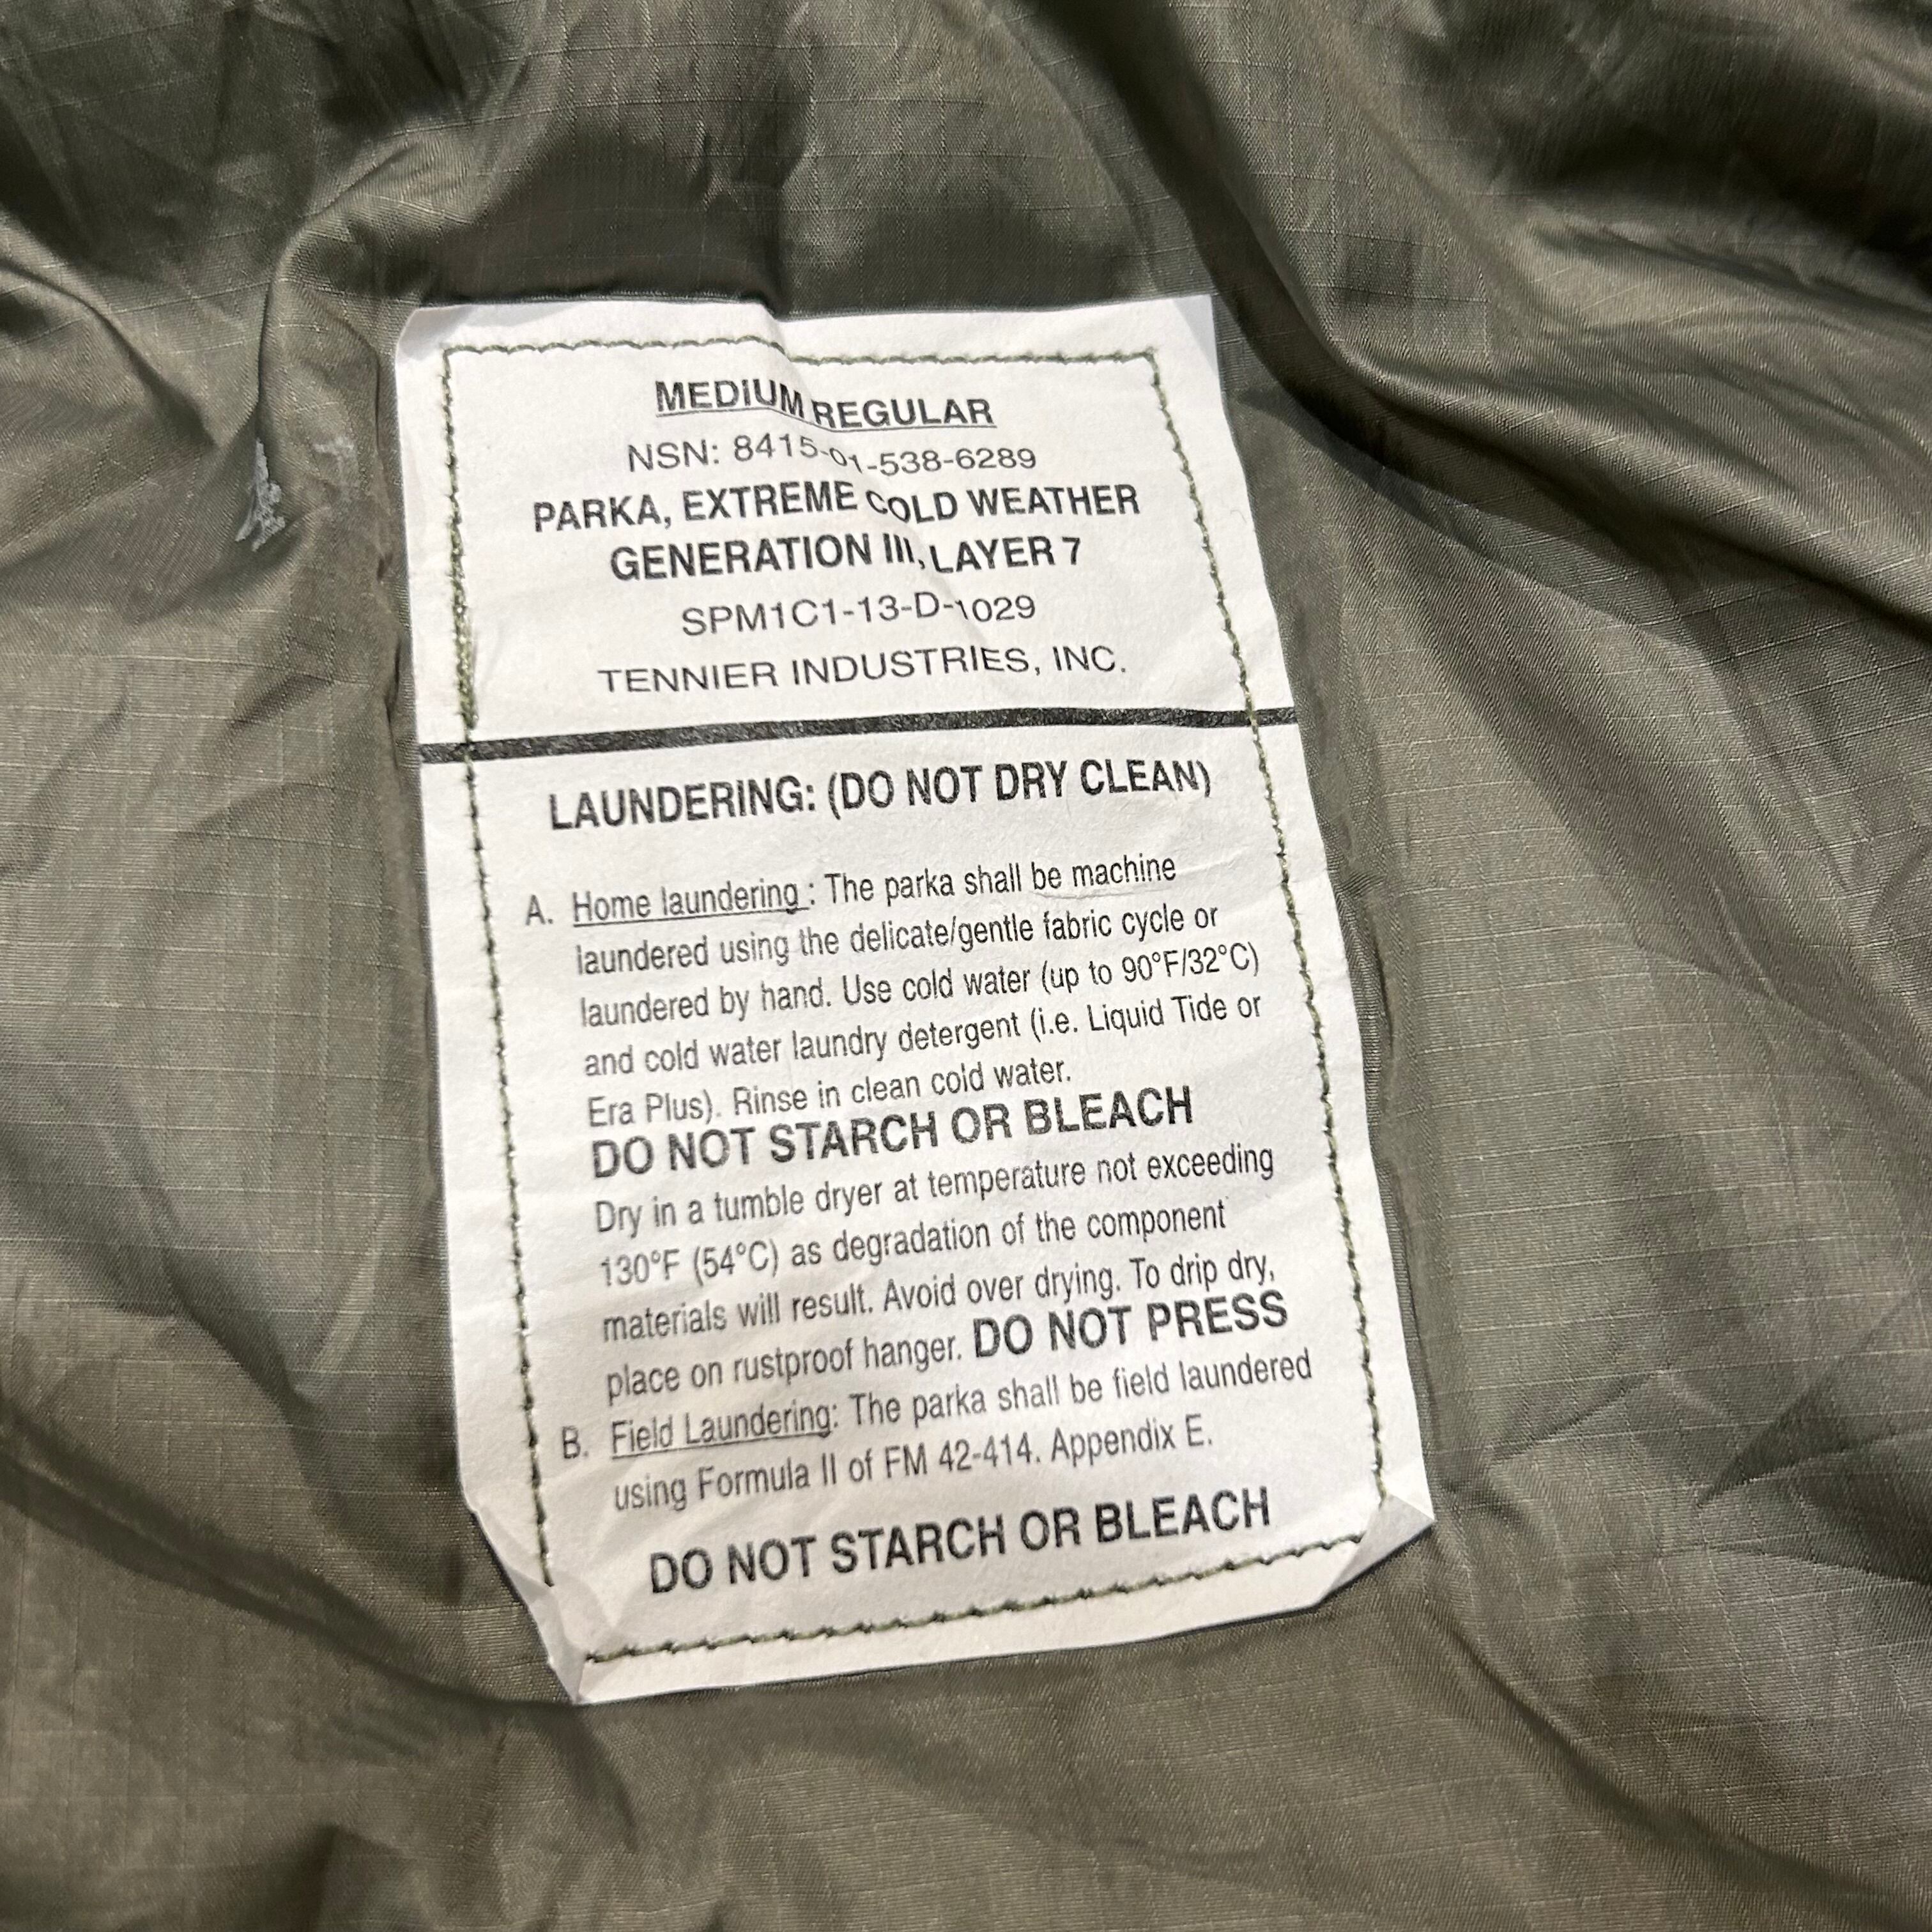 MEDIUM REGULAR
NSN: 8415-01-538-6289
PARKA, EXTREME COLD WEATHER
GENERATION III, LAYER 7
SPM1C1-13-D-1029
TENNIER INDUSTRIES, INC.
LAUNDERING: (DO NOT DRY CLEAN)
A. Home laundering : The parka shall be machine
laundered using the delicate/gentle fabric cycle or
laundered by hand. Use cold water (up to 90°F/32°C)
and cold water laundry detergent (i.e. Liquid Tide or
Era Plus). Rinse in clean cold water.
DO NOT STARCH OR BLEACH
Dry in a tumble dryer at temperature not exceeding
130°F (54°C) as degradation of the component
materials will result. Avoid over drying. To drip dry,
place on rustproof hanger. DO NOT PRESS
B. Field Laundering: The parka shall be field laundered
using Formula II of FM 42-414. Appendix E.
DO NOT STARCH OR BLEACH